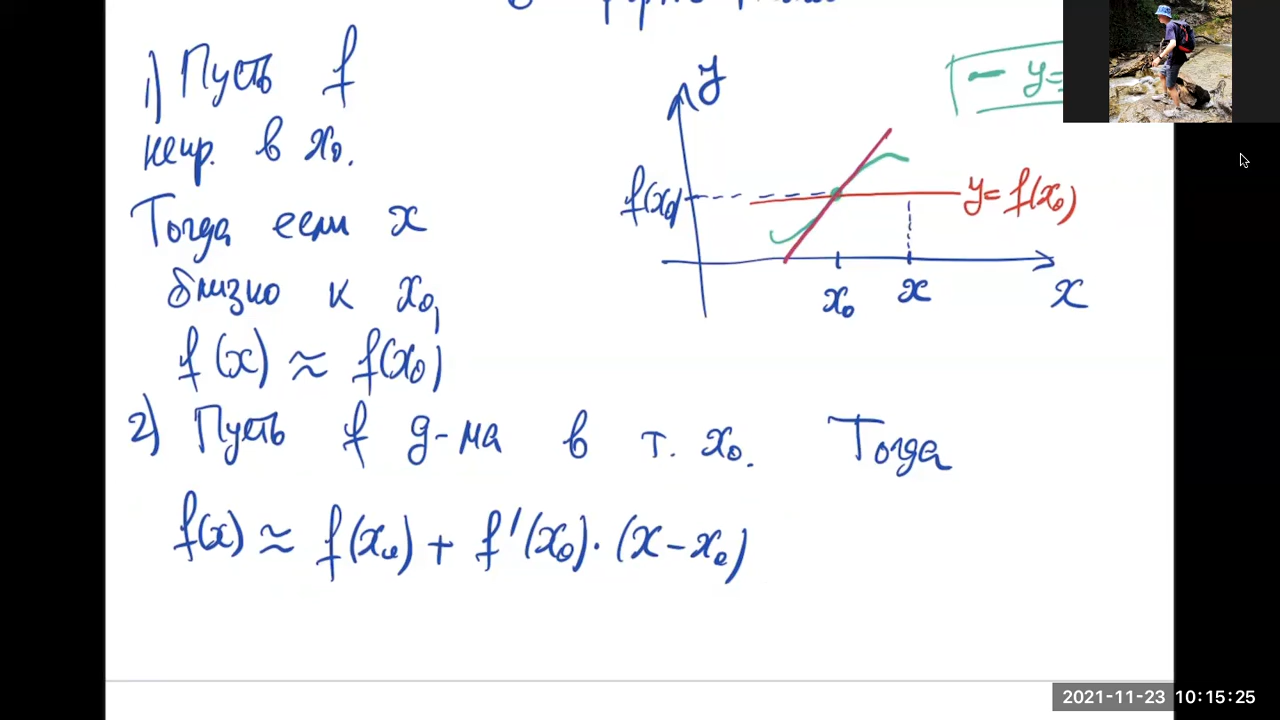 1) Пусть f
непр. в x₀.
Тогда если x
близко к x₀,
f(x) ≈ f(x₀)
2) Пусть f д-ма в т. x₀. Тогда
f(x) ≈ f(x₀) + f'(x₀)·(x-x₀)
y
– y=
f(x₀)
y=f(x₀)
x₀ x x
2021-11-23 10:15:25